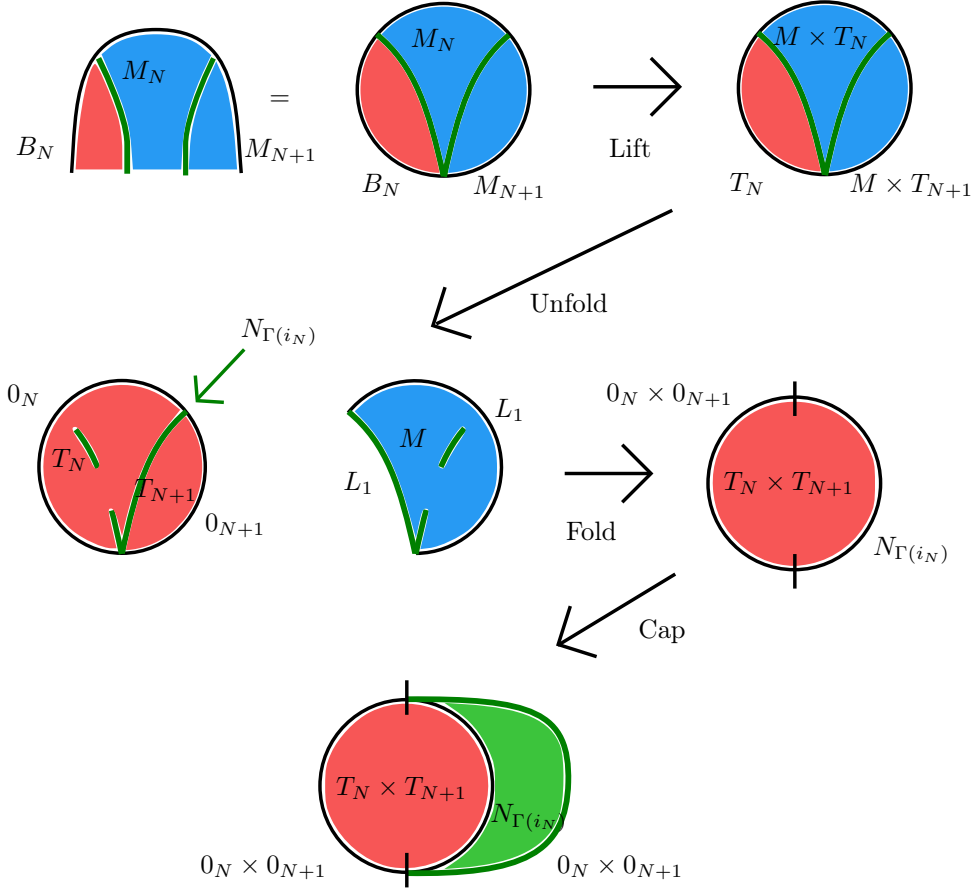 M_N
B_N
M_{N+1}
=
M_N
B_N
M_{N+1}
Lift
M × T_N
T_N
M × T_{N+1}
Unfold
N_{Γ(i_N)}
0_N
T_N
T_{N+1}
0_{N+1}
M
L_1
L_1
Fold
0_N × 0_{N+1}
T_N × T_{N+1}
N_{Γ(i_N)}
Cap
T_N × T_{N+1}
N_{Γ(i_N)}
0_N × 0_{N+1}
0_N × 0_{N+1}